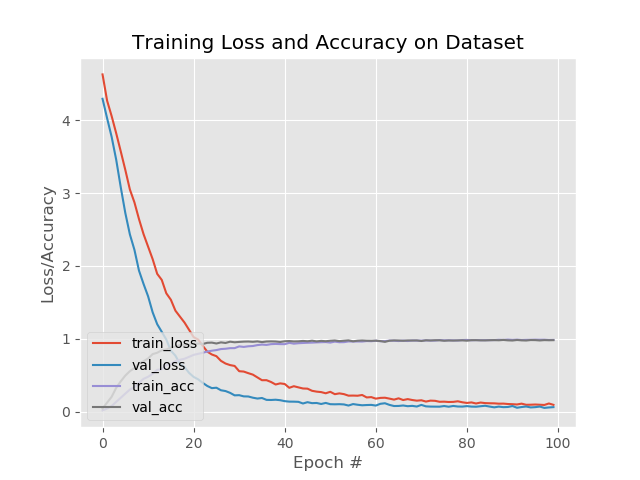 Training Loss and Accuracy on Dataset
Loss/Accuracy
4
3
2
1
0
train_loss
val_loss
train_acc
val_acc
0 20 40 60 80 100
Epoch #